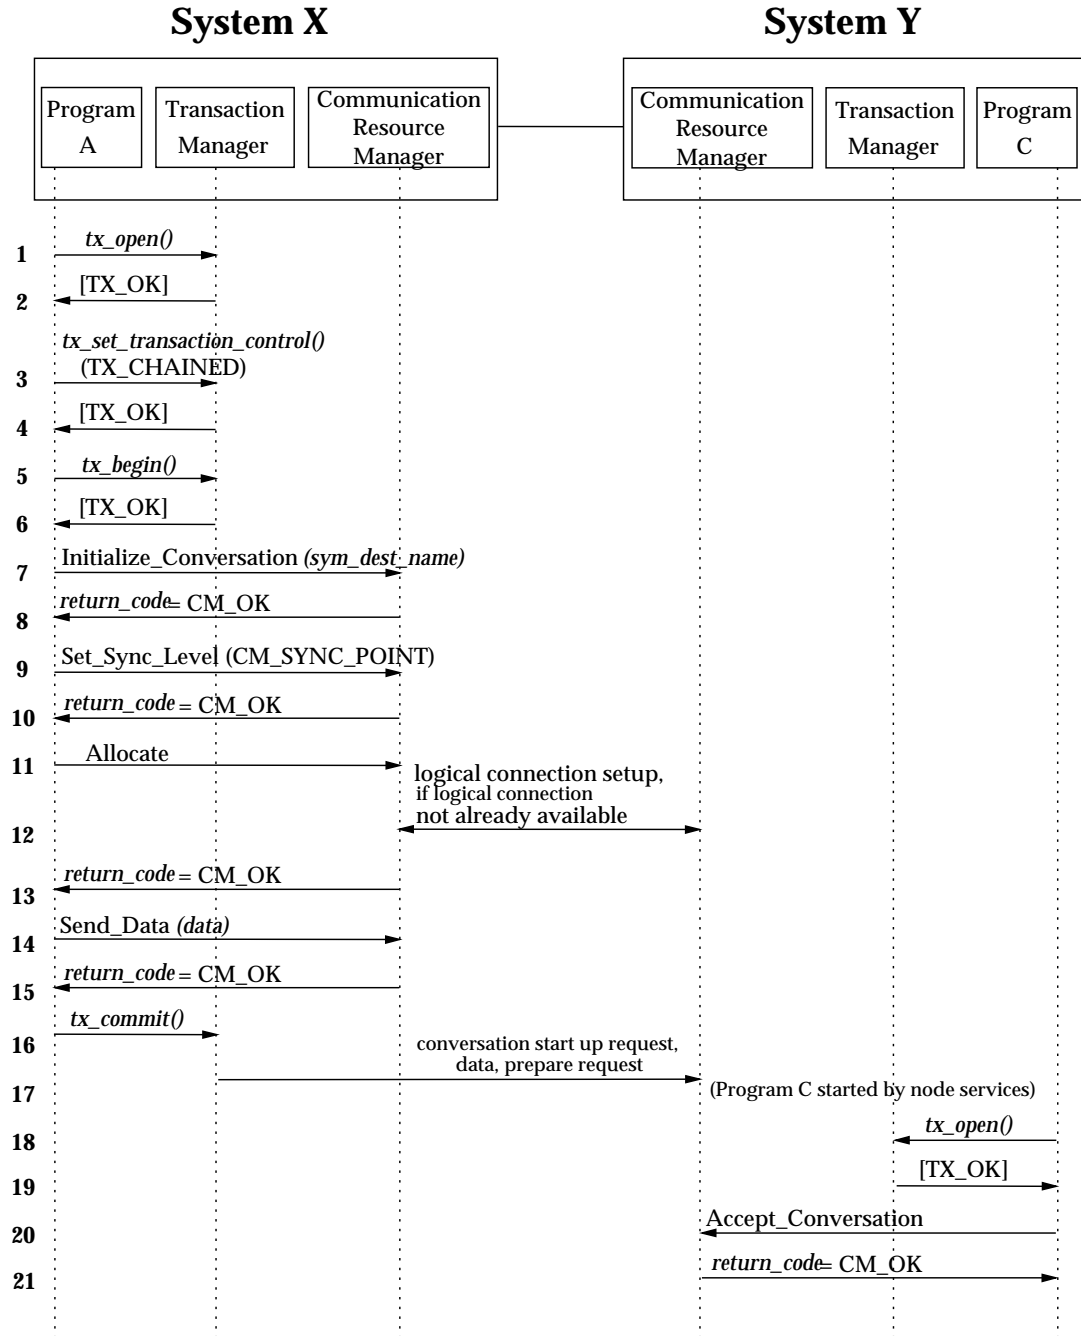 System X
System Y
Program
A
Transaction
Manager
Communication
Resource
Manager
Communication
Resource
Manager
Transaction
Manager
Program
C
1
tx_open()
2
[TX_OK]
tx_set_transaction_control()
3
(TX_CHAINED)
4
[TX_OK]
5
tx_begin()
6
[TX_OK]
7
Initialize_Conversation (sym_dest_name)
8
return_code= CM_OK
9
Set_Sync_Level (CM_SYNC_POINT)
10
return_code = CM_OK
11
Allocate
logical connection setup,
if logical connection
not already available
12
13
return_code = CM_OK
14
Send_Data (data)
15
return_code = CM_OK
16
tx_commit()
conversation start up request,
data, prepare request
17
(Program C started by node services)
18
tx_open()
19
[TX_OK]
20
Accept_Conversation
21
return_code= CM_OK